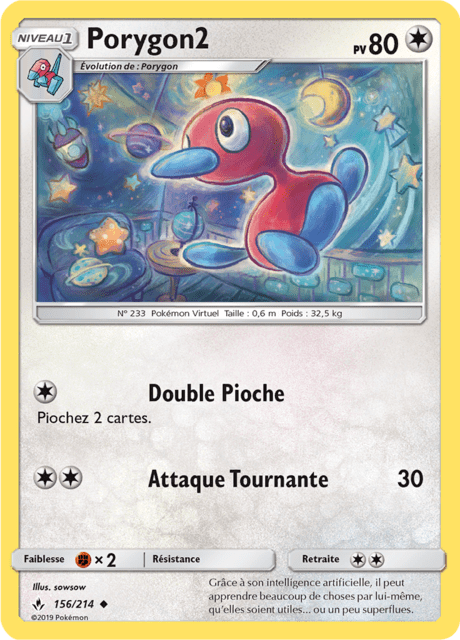 NIVEAU 1
Porygon2
PV 80
Évolution de : Porygon
N° 233 Pokémon Virtuel Taille : 0,6 m Poids : 32,5 kg
Double Pioche
Piochez 2 cartes.
Attaque Tournante 30
Faiblesse ×2 Résistance Retraite
Illus. sowsow
156/214
©2019 Pokémon
Grâce à son intelligence artificielle, il peut
apprendre beaucoup de choses par lui-même,
qu'elles soient utiles... ou un peu superflues.